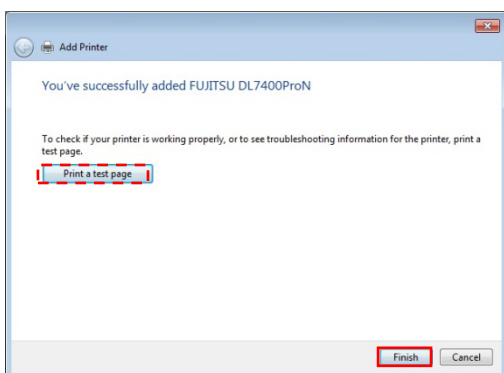 Add Printer
You've successfully added FUJITSU DL7400ProN
To check if your printer is working properly, or to see troubleshooting information for the printer, print a
test page.
Print a test page
Finish
Cancel